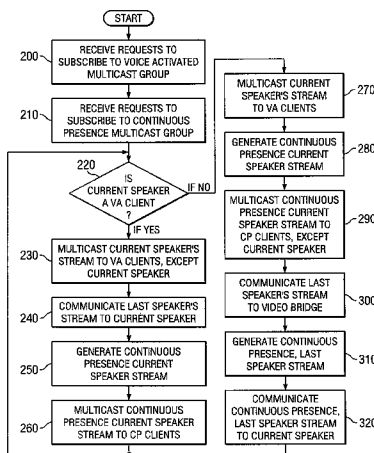 START
200
RECEIVE REQUESTS TO
SUBSCRIBE TO VOICE ACTIVATED
MULTICAST GROUP
210
RECEIVE REQUESTS TO
SUBSCRIBE TO CONTINUOUS
PRESENCE MULTICAST GROUP
220
IS
CURRENT SPEAKER
A VA CLIENT
?
IF NO
IF YES
230
MULTICAST CURRENT SPEAKER'S
STREAM TO VA CLIENTS, EXCEPT
CURRENT SPEAKER
240
COMMUNICATE LAST SPEAKER'S
STREAM TO CURRENT SPEAKER
250
GENERATE CONTINUOUS
PRESENCE CURRENT
SPEAKER STREAM
260
MULTICAST CONTINUOUS
PRESENCE CURRENT SPEAKER
STREAM TO CP CLIENTS
270
MULTICAST CURRENT
SPEAKER'S STREAM
TO VA CLIENTS
280
GENERATE CONTINUOUS
PRESENCE CURRENT
SPEAKER STREAM
290
MULTICAST CONTINUOUS
PRESENCE CURRENT
SPEAKER STREAM TO
CP CLIENTS, EXCEPT
CURRENT SPEAKER
300
COMMUNICATE LAST
SPEAKER'S STREAM
TO VIDEO BRIDGE
310
GENERATE CONTINUOUS
PRESENCE, LAST
SPEAKER STREAM
320
COMMUNICATE
CONTINUOUS PRESENCE,
LAST SPEAKER STREAM
TO CURRENT SPEAKER